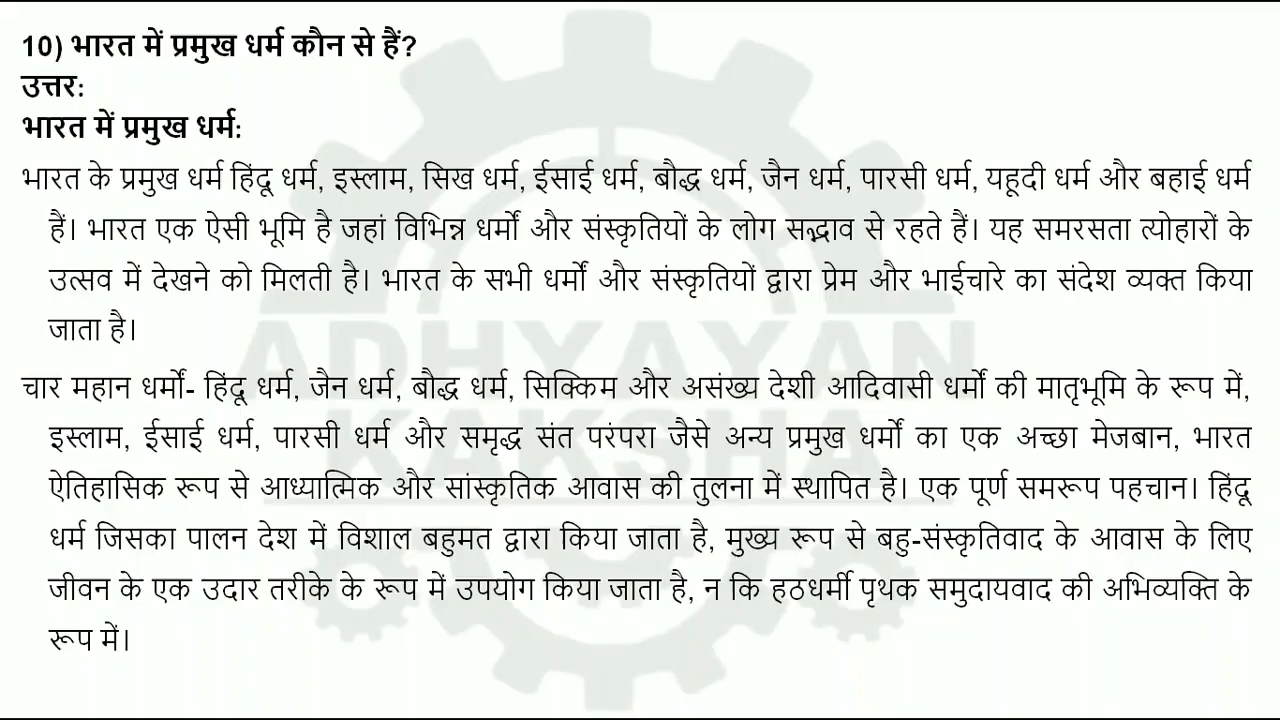 10) भारत में प्रमुख धर्म कौन से हैं?
उत्तर:
भारत में प्रमुख धर्म:
भारत के प्रमुख धर्म हिंदू धर्म, इस्लाम, सिख धर्म, ईसाई धर्म, बौद्ध धर्म, जैन धर्म, पारसी धर्म, यहूदी धर्म और बहाई धर्म
हैं। भारत एक ऐसी भूमि है जहां विभिन्न धर्मों और संस्कृतियों के लोग सद्भाव से रहते हैं। यह समरसता त्योहारों के
उत्सव में देखने को मिलती है। भारत के सभी धर्मों और संस्कृतियों द्वारा प्रेम और भाईचारे का संदेश व्यक्त किया
जाता है।
चार महान धर्मों- हिंदू धर्म, जैन धर्म, बौद्ध धर्म, सिक्किम और असंख्य देशी आदिवासी धर्मों की मातृभूमि के रूप में,
इस्लाम, ईसाई धर्म, पारसी धर्म और समृद्ध संत परंपरा जैसे अन्य प्रमुख धर्मों का एक अच्छा मेजबान, भारत
ऐतिहासिक रूप से आध्यात्मिक और सांस्कृतिक आवास की तुलना में स्थापित है। एक पूर्ण समरूप पहचान। हिंदू
धर्म जिसका पालन देश में विशाल बहुमत द्वारा किया जाता है, मुख्य रूप से बहु-संस्कृतिवाद के आवास के लिए
जीवन के एक उदार तरीके के रूप में उपयोग किया जाता है, न कि हठधर्मी पृथक समुदायवाद की अभिव्यक्ति के
रूप में।
ADHYAYAN
KAKSHA